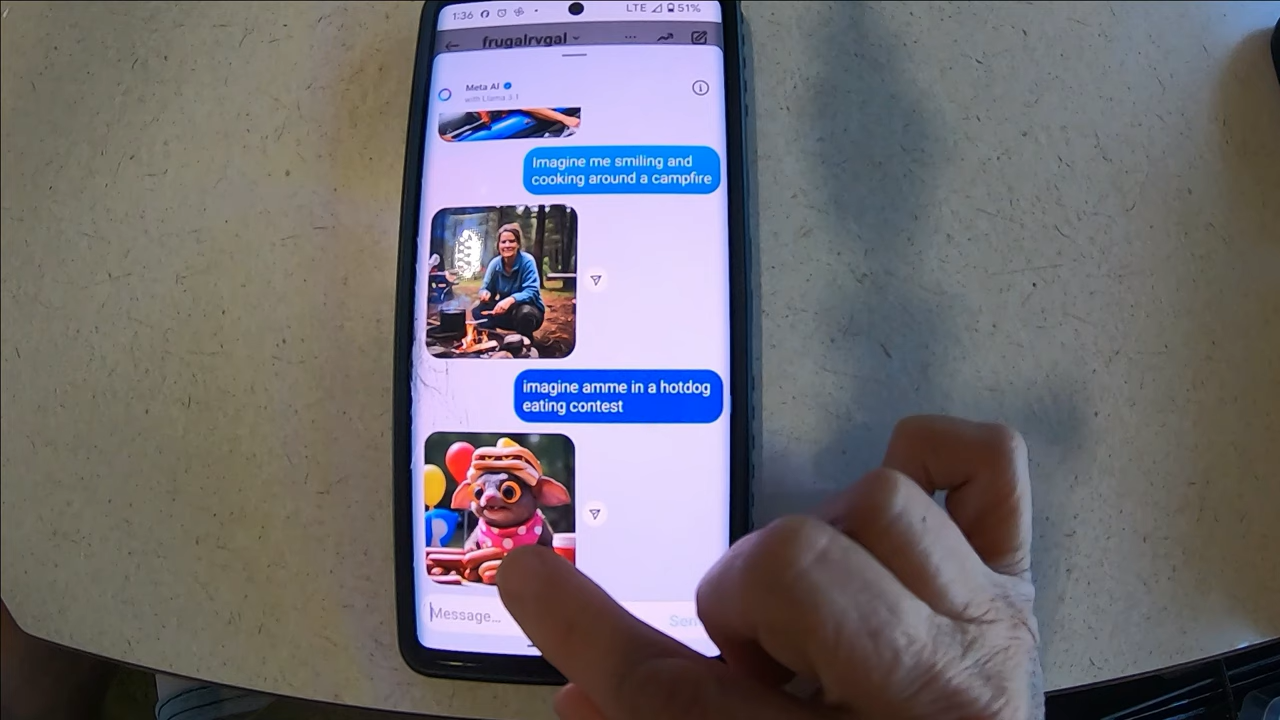 1:36
LTE 51%
frugalrvgal
Meta AI
with Llama 3.1
Imagine me smiling and
cooking around a campfire
imagine amme in a hotdog
eating contest
Message...